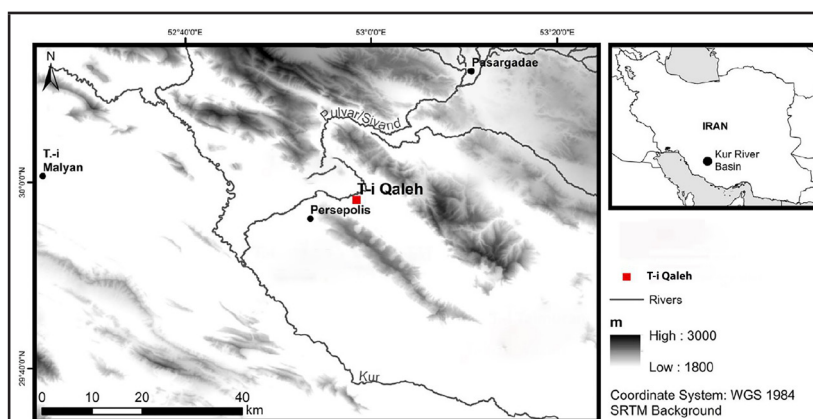 52°40'0"E
53°0'0"E
53°20'0"E
N
Pasargadae
Pulvar/Sivand
T.-i
Malyan
30°0'0"N
T-i Qaleh
Persepolis
29°40'0"N
Kur
0 10 20 40
km
IRAN
Kur River
Basin
T-i Qaleh
Rivers
m
High : 3000
Low : 1800
Coordinate System: WGS 1984
SRTM Background